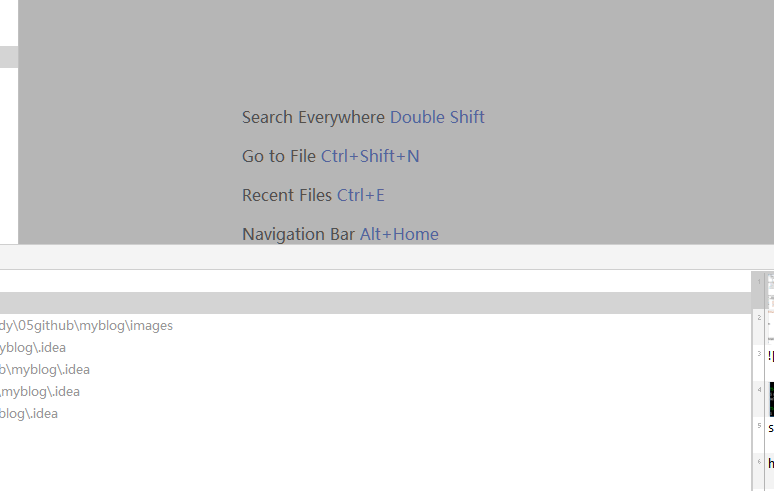 Search Everywhere Double Shift
Go to File Ctrl+Shift+N
Recent Files Ctrl+E
Navigation Bar Alt+Home
dy\05github\myblog\images
yblog\.idea
b\myblog\.idea
\myblog\.idea
blog\.idea
1
2
3 ![
4
5 s
6 h